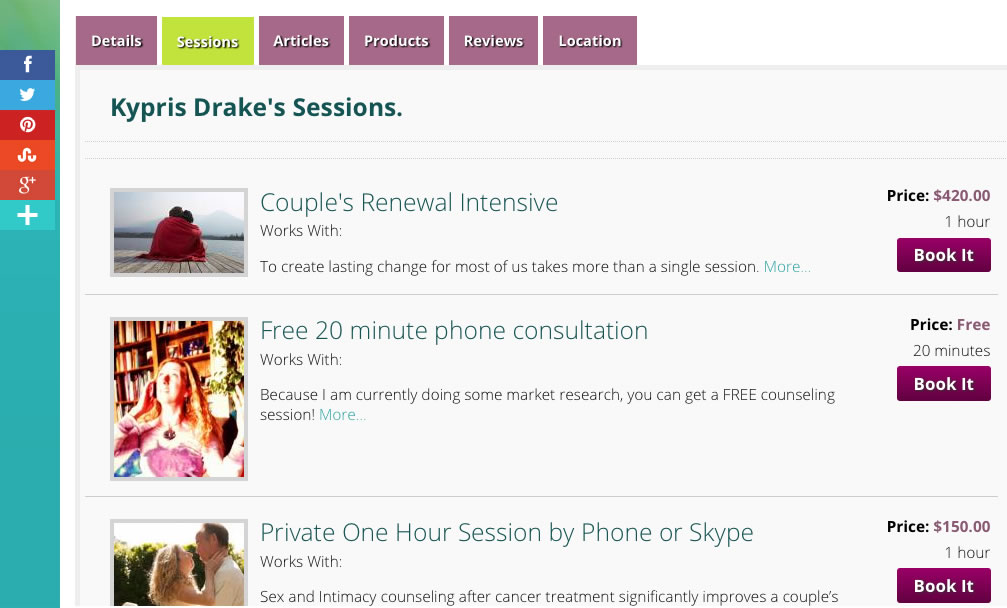 Details
Sessions
Articles
Products
Reviews
Location
Kypris Drake's Sessions.
Couple's Renewal Intensive
Works With:
To create lasting change for most of us takes more than a single session. More...
Price: $420.00
1 hour
Book It
Free 20 minute phone consultation
Works With:
Because I am currently doing some market research, you can get a FREE counseling
session! More...
Price: Free
20 minutes
Book It
Private One Hour Session by Phone or Skype
Works With:
Sex and Intimacy counseling after cancer treatment significantly improves a couple’s
Price: $150.00
1 hour
Book It